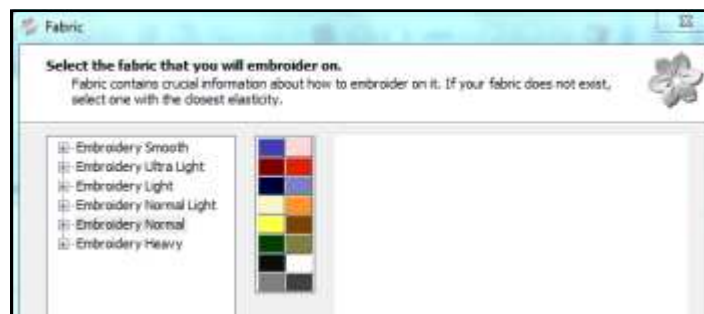 Fabric
Select the fabric that you will embroider on.
Fabric contains crucial information about how to embroider on it. If your fabric does not exist,
select one with the closest elasticity.
Embroidery Smooth
Embroidery Ultra Light
Embroidery Light
Embroidery Normal Light
Embroidery Normal
Embroidery Heavy